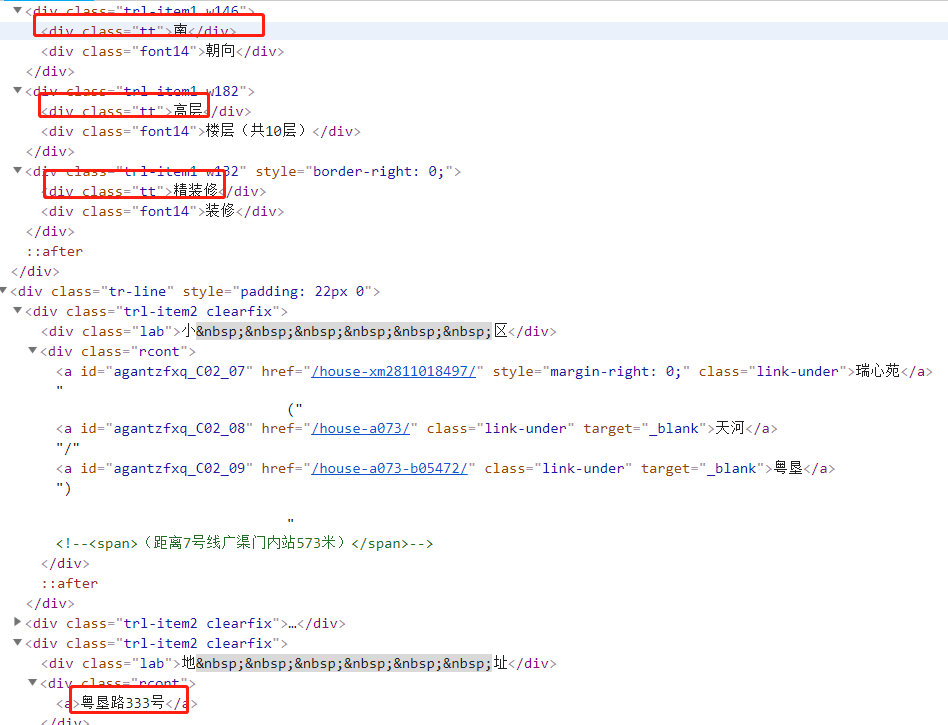 ▼<div class="trl-item1 w146">
<div class="tt">南</div>
<div class="font14">朝向</div>
</div>
▼<div class="trl-item1 w182">
<div class="tt">高层</div>
<div class="font14">楼层（共10层）</div>
</div>
▼<div class="trl-item1 w132" style="border-right: 0;">
<div class="tt">精装修</div>
<div class="font14">装修</div>
</div>
::after
</div>
▼<div class="tr-line" style="padding: 22px 0">
▼<div class="trl-item2 clearfix">
<div class="lab">小&nbsp;&nbsp;&nbsp;&nbsp;&nbsp;&nbsp;区</div>
▼<div class="rcont">
<a id="agantzfxq_C02_07" href="/house-xm2811018497/" style="margin-right: 0;" class="link-under">瑞心苑</a>
"
("
<a id="agantzfxq_C02_08" href="/house-a073/" class="link-under" target="_blank">天河</a>
"/"
<a id="agantzfxq_C02_09" href="/house-a073-b05472/" class="link-under" target="_blank">粤垦</a>
")
"
<!--<span>（距离7号线广渠门内站573米）</span>-->
</div>
::after
</div>
▶<div class="trl-item2 clearfix">…</div>
▼<div class="trl-item2 clearfix">
<div class="lab">地&nbsp;&nbsp;&nbsp;&nbsp;&nbsp;&nbsp;址</div>
▼<div class="rcont">
<a>粤垦路333号</a>
</div>